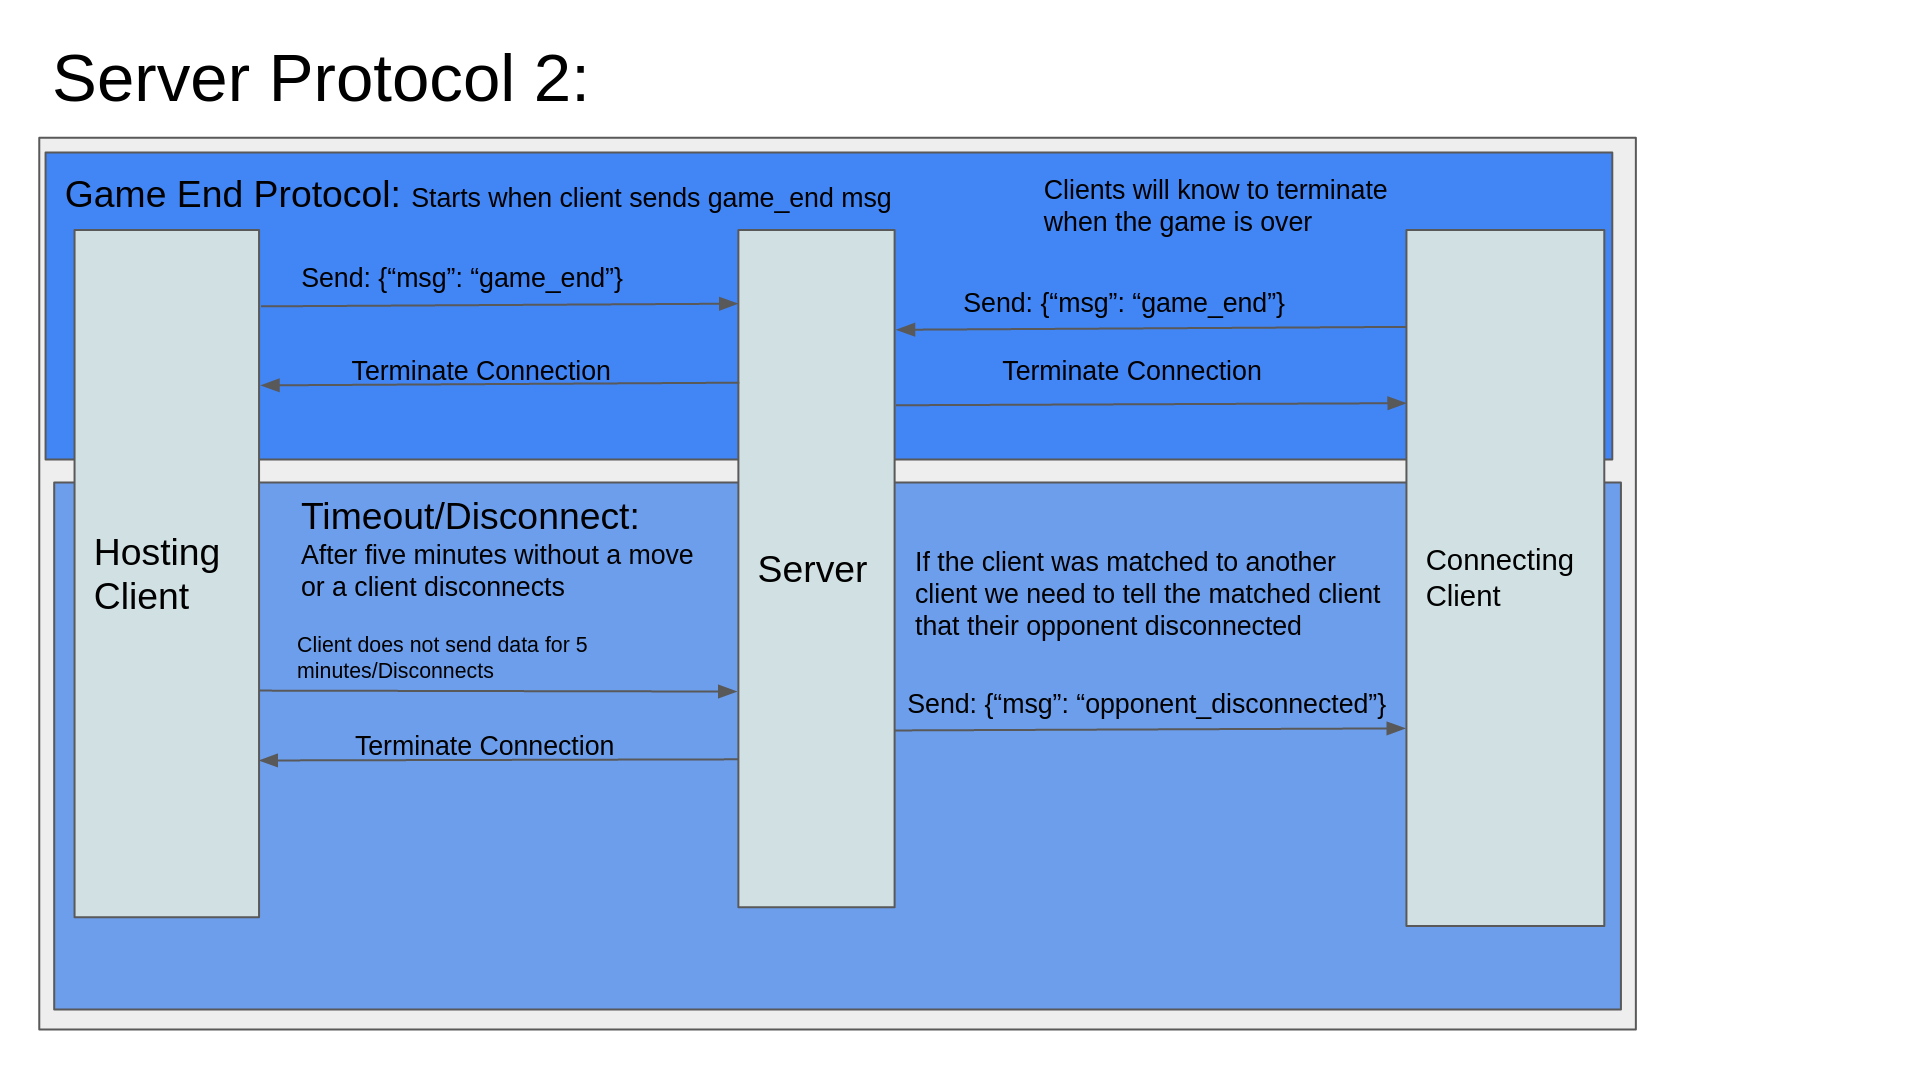 Server Protocol 2:
Game End Protocol: Starts when client sends game_end msg
Clients will know to terminate
when the game is over
Send: {“msg”: “game_end”}
Send: {“msg”: “game_end”}
Terminate Connection
Terminate Connection
Hosting
Client
Timeout/Disconnect:
After five minutes without a move
or a client disconnects
Client does not send data for 5
minutes/Disconnects
Terminate Connection
Server
If the client was matched to another
client we need to tell the matched client
that their opponent disconnected
Send: {“msg”: “opponent_disconnected”}
Connecting
Client